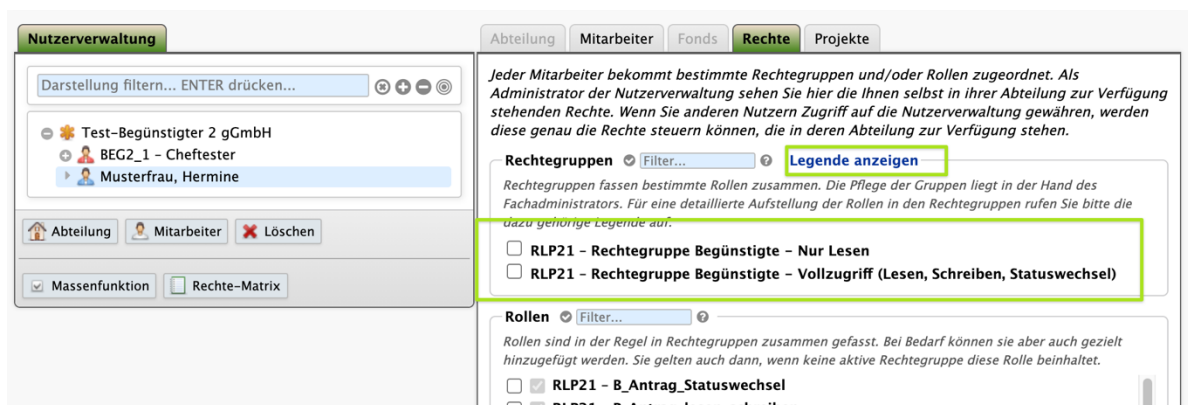 Nutzerverwaltung
Darstellung filtern... ENTER drücken...
Test-Begünstigter 2 gGmbH
BEG2_1 – Cheftester
Musterfrau, Hermine
Abteilung Mitarbeiter Löschen
Massenfunktion Rechte-Matrix
Abteilung Mitarbeiter Fonds Rechte Projekte
Jeder Mitarbeiter bekommt bestimmte Rechtegruppen und/oder Rollen zugeordnet. Als
Administrator der Nutzerverwaltung sehen Sie hier die Ihnen selbst in ihrer Abteilung zur Verfügung
stehenden Rechte. Wenn Sie anderen Nutzern Zugriff auf die Nutzerverwaltung gewähren, werden
diese genau die Rechte steuern können, die in deren Abteilung zur Verfügung stehen.
Rechtegruppen Filter... Legende anzeigen
Rechtegruppen fassen bestimmte Rollen zusammen. Die Pflege der Gruppen liegt in der Hand des
Fachadministrators. Für eine detaillierte Aufstellung der Rollen in den Rechtegruppen rufen Sie bitte die
dazu gehörige Legende auf.
RLP21 – Rechtegruppe Begünstigte – Nur Lesen
RLP21 – Rechtegruppe Begünstigte – Vollzugriff (Lesen, Schreiben, Statuswechsel)
Rollen Filter...
Rollen sind in der Regel in Rechtegruppen zusammen gefasst. Bei Bedarf können sie aber auch gezielt
hinzugefügt werden. Sie gelten auch dann, wenn keine aktive Rechtegruppe diese Rolle beinhaltet.
RLP21 – B_Antrag_Statuswechsel